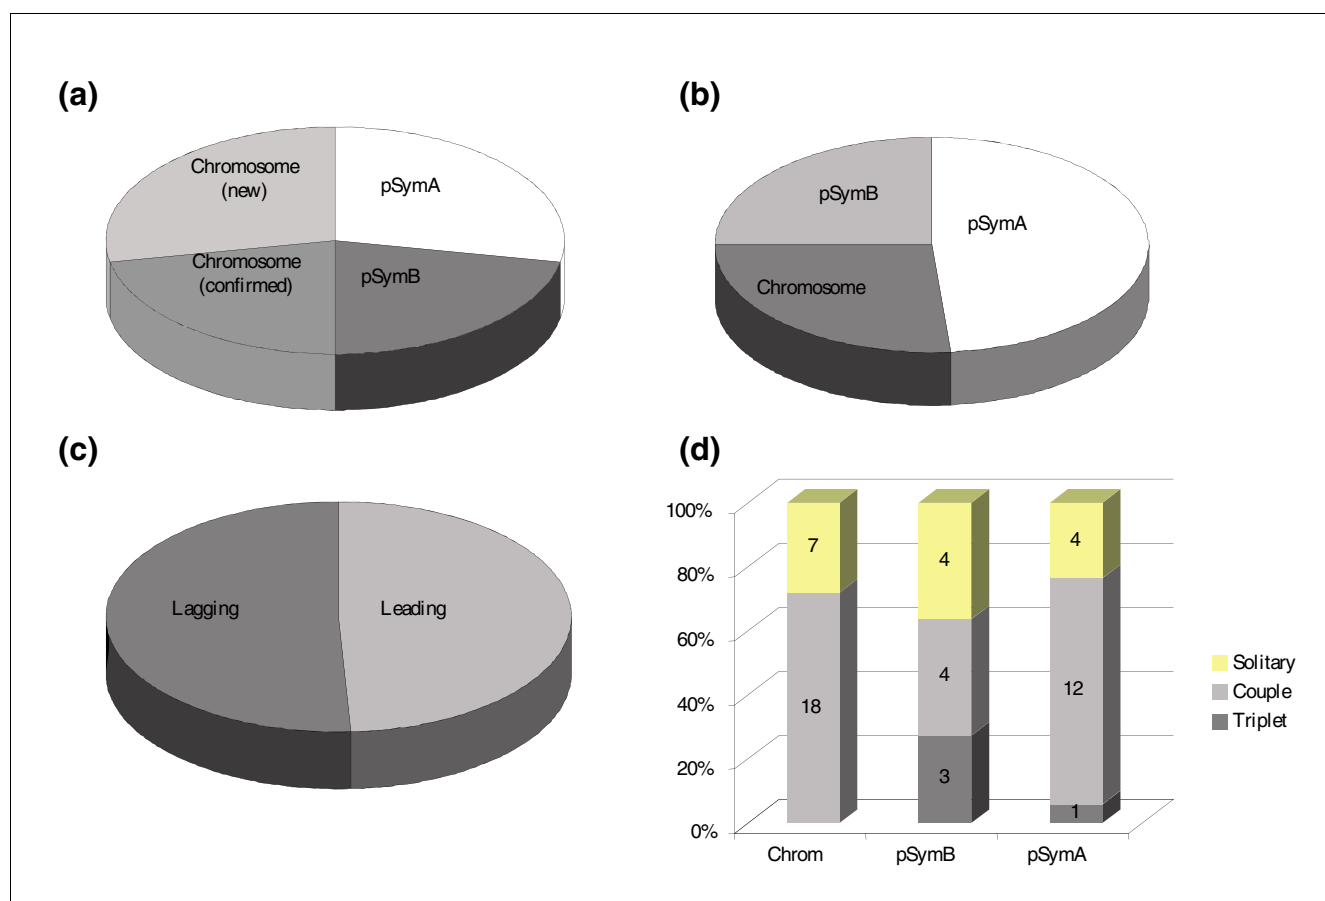 (a)
Chromosome
(new)
pSymA
Chromosome
(confirmed)
pSymB
(b)
pSymB
pSymA
Chromosome
(c)
Lagging
Leading
(d)
100%
80%
60%
40%
20%
0%
7
18
4
4
3
4
12
1
Chrom
pSymB
pSymA
Solitary
Couple
Triplet